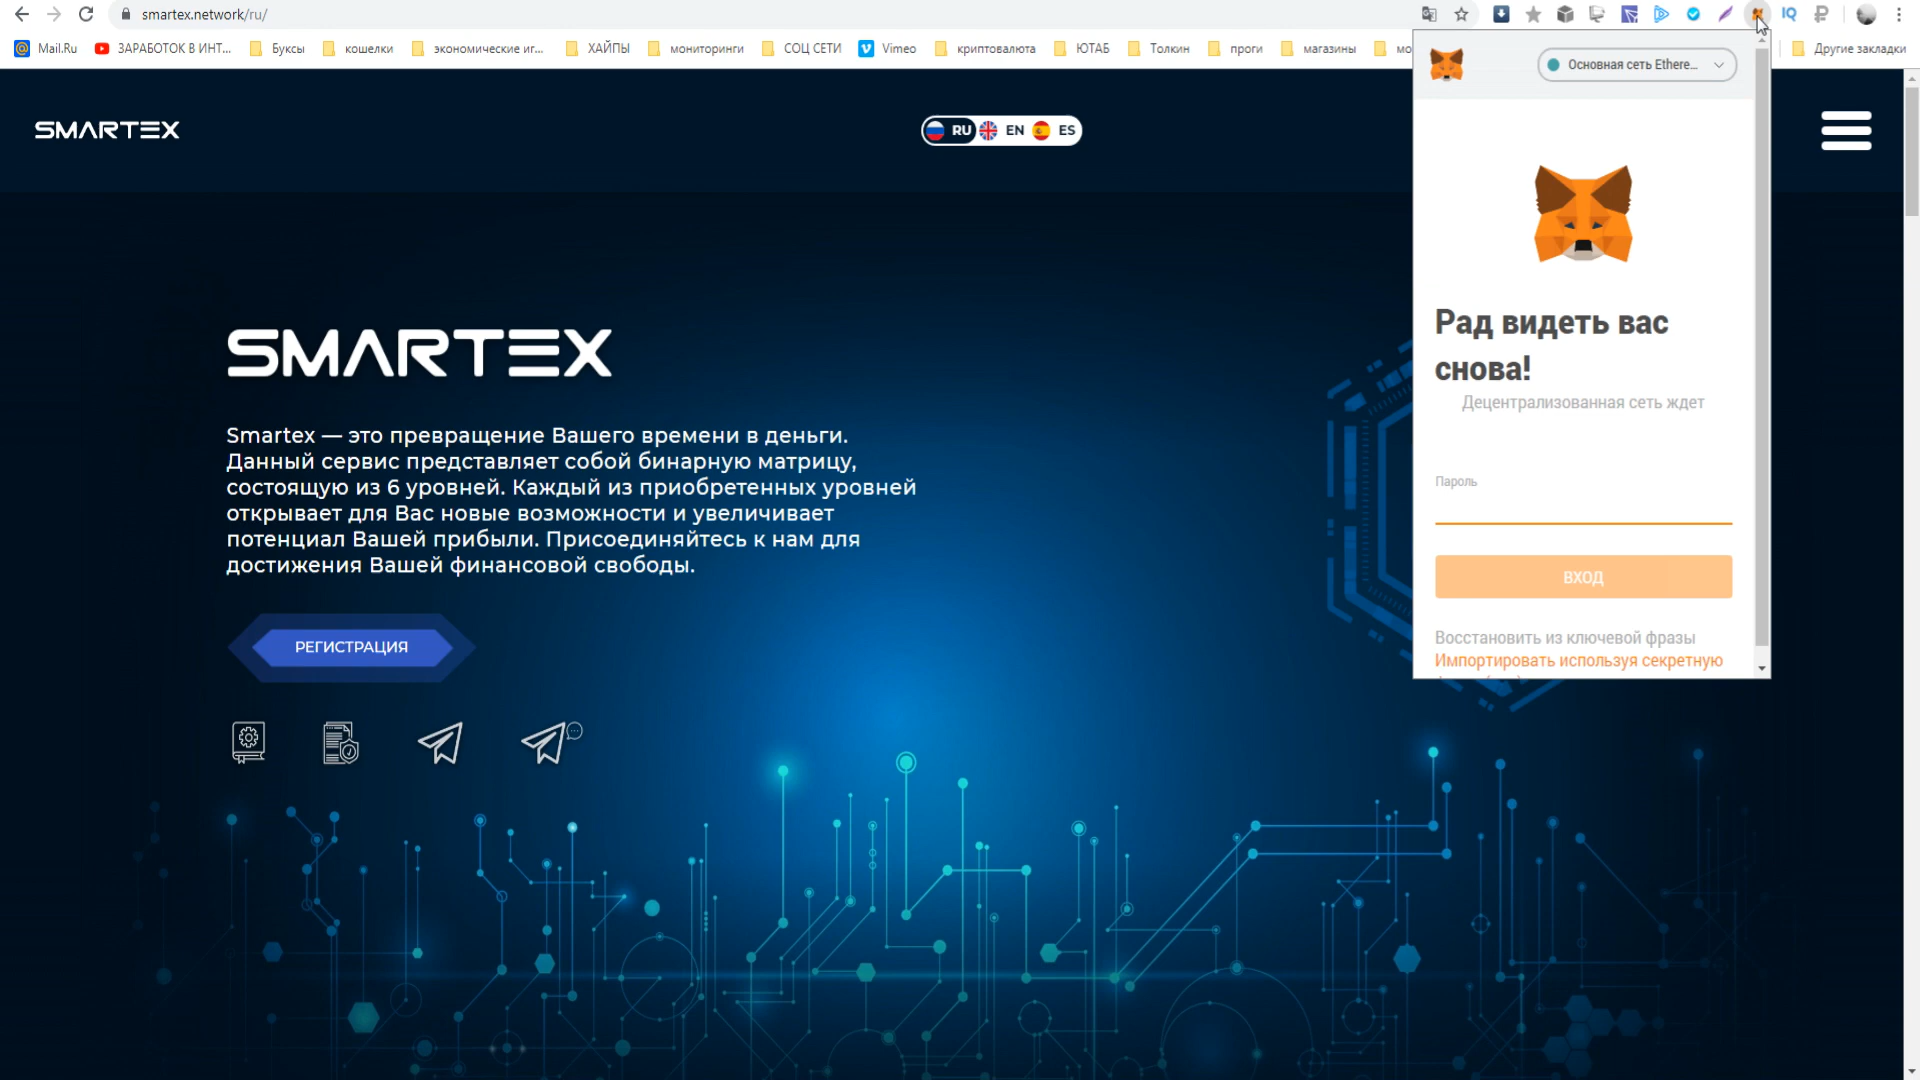 smartex.network/ru/
Mail.Ru
ЗАРАБОТОК В ИНТ...
Буксы
кошелки
экономические иг...
ХАЙПЫ
мониторинги
СОЦ СЕТИ
Vimeo
криптовалюта
ЮТАБ
Толкин
проги
магазины
мо
Другие закладки
IQ
Основная сеть Ethere...
SMARTEX
RU
EN
ES
SMARTEX
Smartex — это превращение Вашего времени в деньги.
Данный сервис представляет собой бинарную матрицу,
состоящую из 6 уровней. Каждый из приобретенных уровней
открывает для Вас новые возможности и увеличивает
потенциал Вашей прибыли. Присоединяйтесь к нам для
достижения Вашей финансовой свободы.
РЕГИСТРАЦИЯ
Рад видеть вас
снова!
Децентрализованная сеть ждет
Пароль
ВХОД
Восстановить из ключевой фразы
Импортировать используя секретную